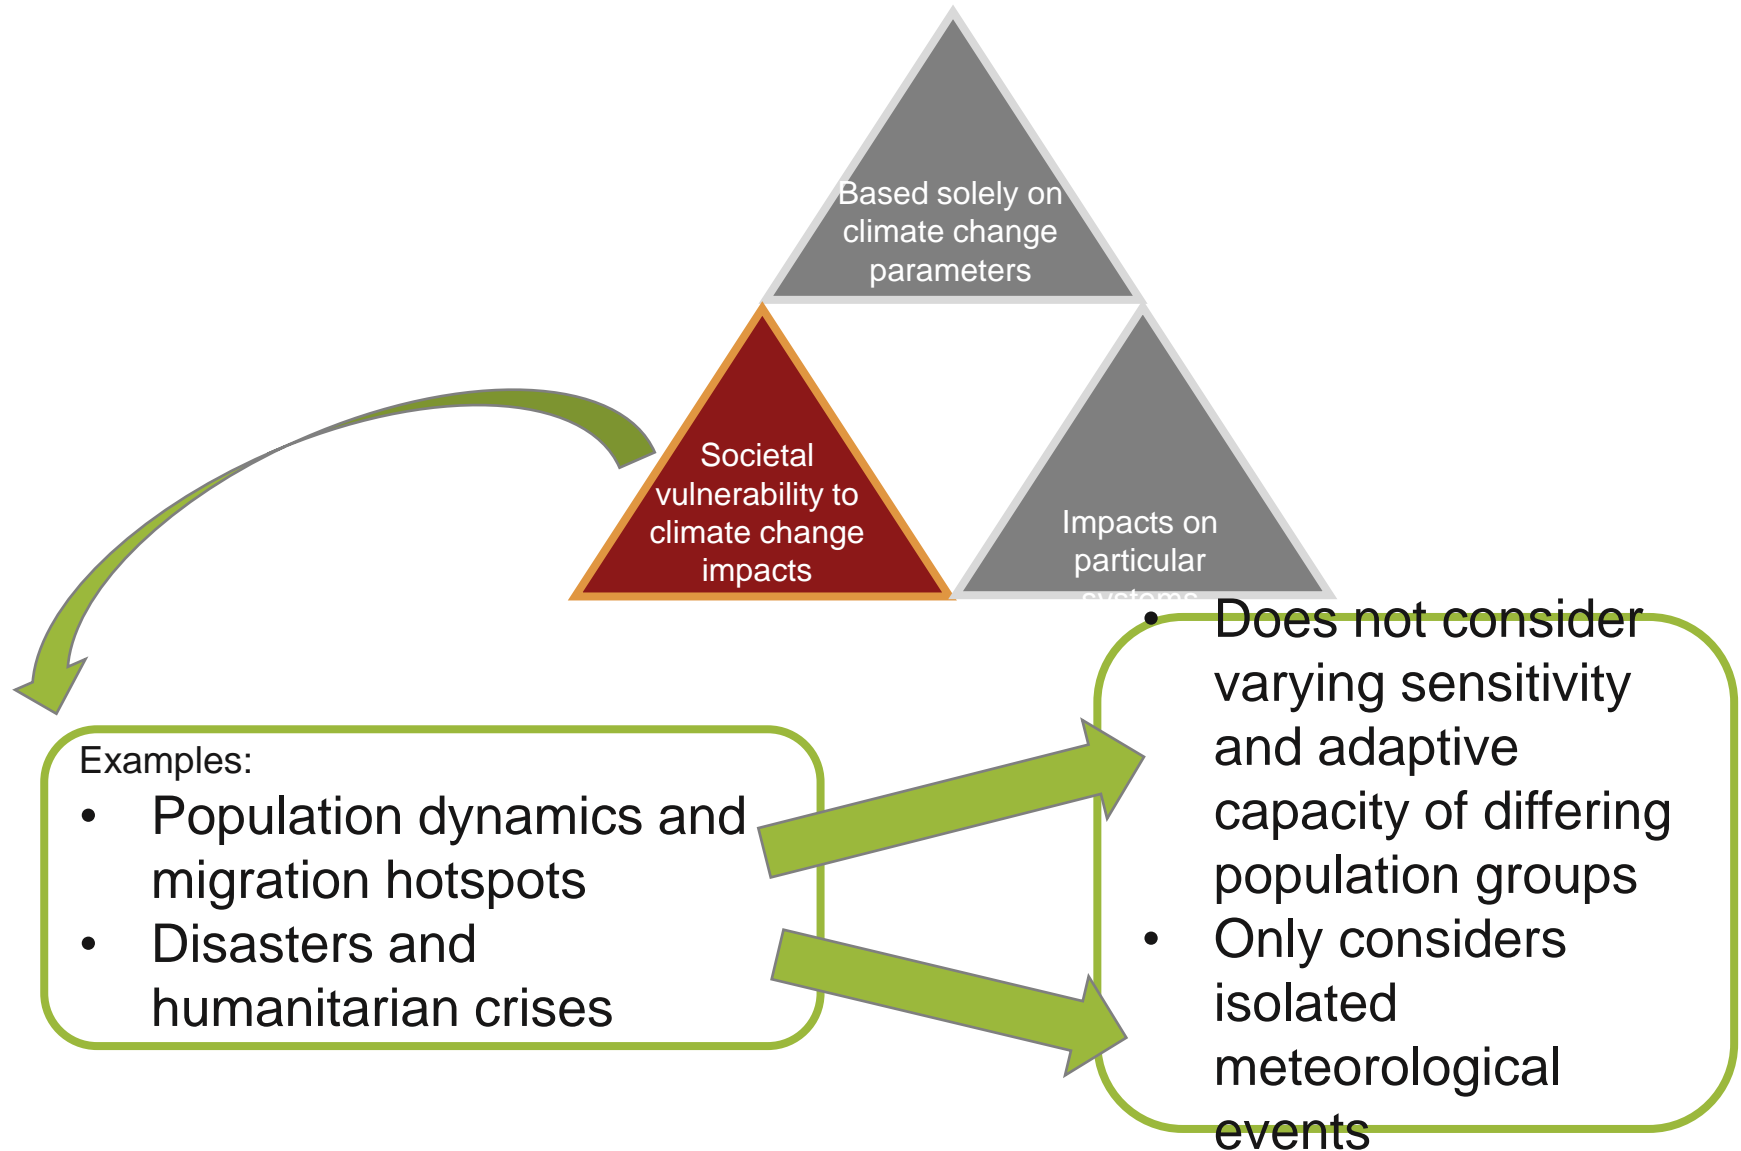 Based solely on
climate change
parameters
Societal
vulnerability to
climate change
impacts
Impacts on
particular
systems
Examples:
• Population dynamics and
migration hotspots
• Disasters and
humanitarian crises
• Does not consider
varying sensitivity
and adaptive
capacity of differing
population groups
• Only considers
isolated
meteorological
events